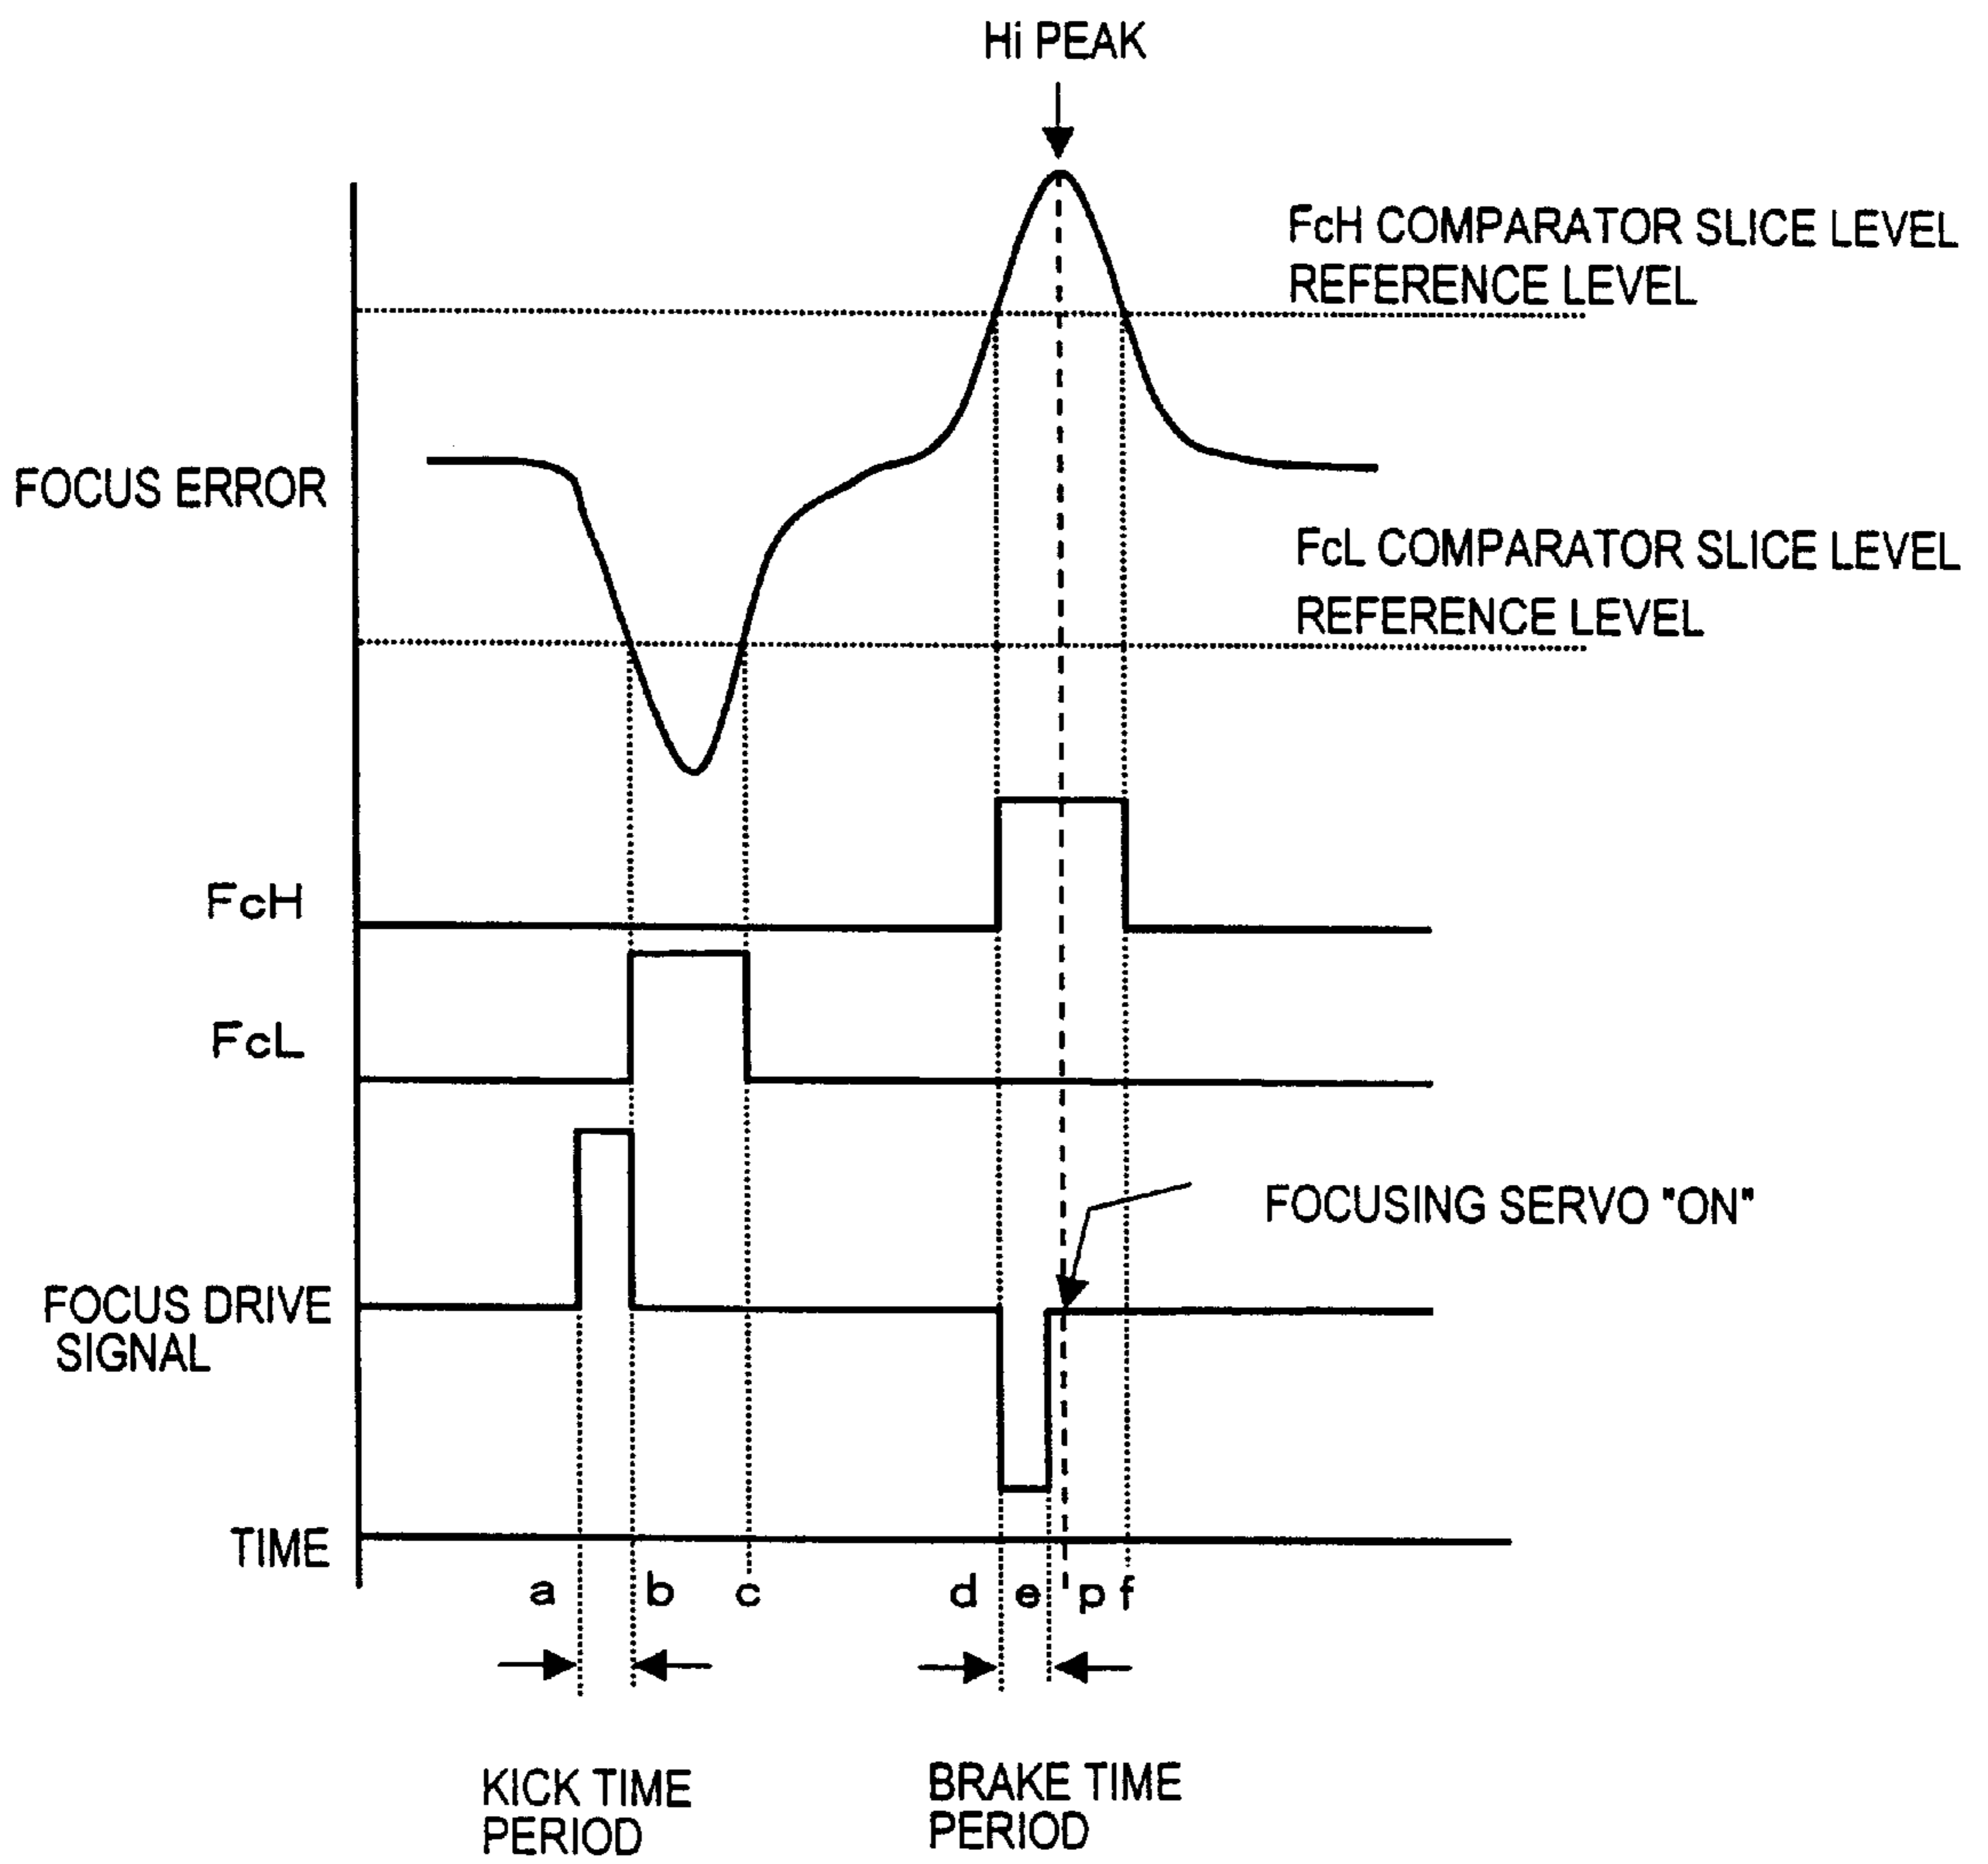 Hi PEAK
FcH COMPARATOR SLICE LEVEL
REFERENCE LEVEL
FOCUS ERROR
FcL COMPARATOR SLICE LEVEL
REFERENCE LEVEL
FcH
FcL
FOCUSING SERVO "ON"
FOCUS DRIVE
SIGNAL
TIME
a b c d e p f
KICK TIME
PERIOD
BRAKE TIME
PERIOD